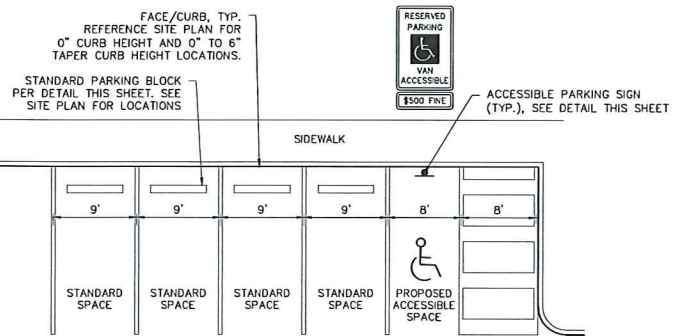 FACE/CURB, TYP.
REFERENCE SITE PLAN FOR
0" CURB HEIGHT AND 0" TO 6"
TAPER CURB HEIGHT LOCATIONS.
STANDARD PARKING BLOCK
PER DETAIL THIS SHEET. SEE
SITE PLAN FOR LOCATIONS
RESERVED
PARKING
VAN
ACCESSIBLE
$500 FINE
ACCESSIBLE PARKING SIGN
(TYP.), SEE DETAIL THIS SHEET
SIDEWALK
9' 9' 9' 9' 8' 8'
STANDARD
SPACE
STANDARD
SPACE
STANDARD
SPACE
STANDARD
SPACE
PROPOSED
ACCESSIBLE
SPACE